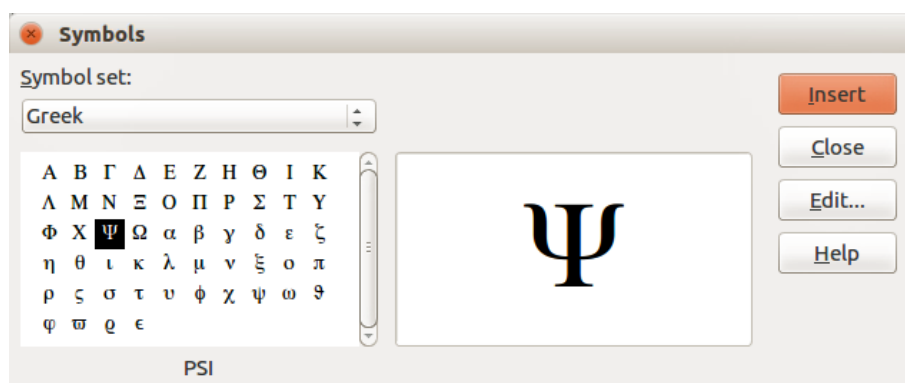 Symbols
Symbol set:
Greek
Α Β Γ Δ Ε Ζ Η Θ Ι Κ
Λ Μ Ν Ξ Ο Π Ρ Σ Τ Υ
Φ Χ Ψ Ω α β γ δ ε ζ
η θ ι κ λ μ ν ξ ο π
ρ ς σ τ υ ϕ χ ψ ω ϑ
φ ϖ ϱ ϵ
PSI
Ψ
Insert
Close
Edit...
Help